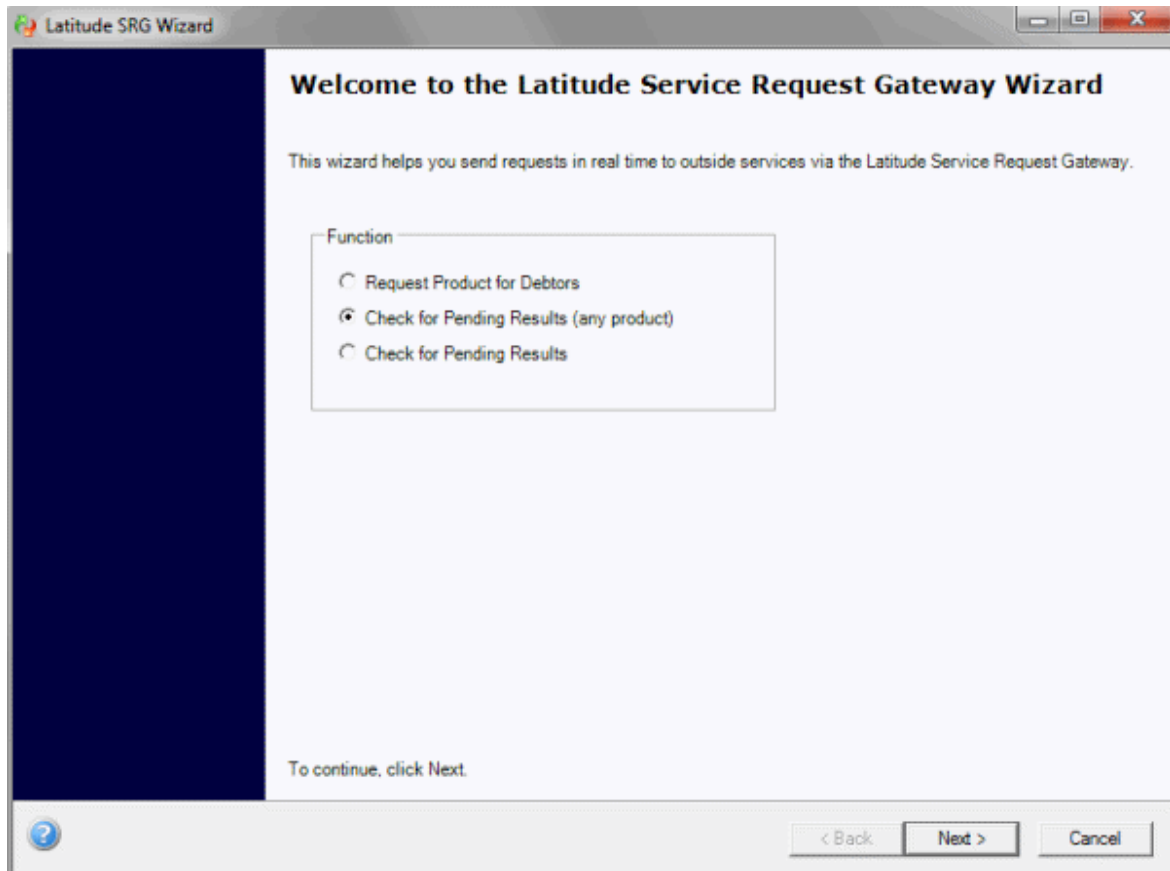 Latitude SRG Wizard
Welcome to the Latitude Service Request Gateway Wizard
This wizard helps you send requests in real time to outside services via the Latitude Service Request Gateway.
Function
Request Product for Debtors
Check for Pending Results (any product)
Check for Pending Results
To continue, click Next.
?
< Back
Next >
Cancel